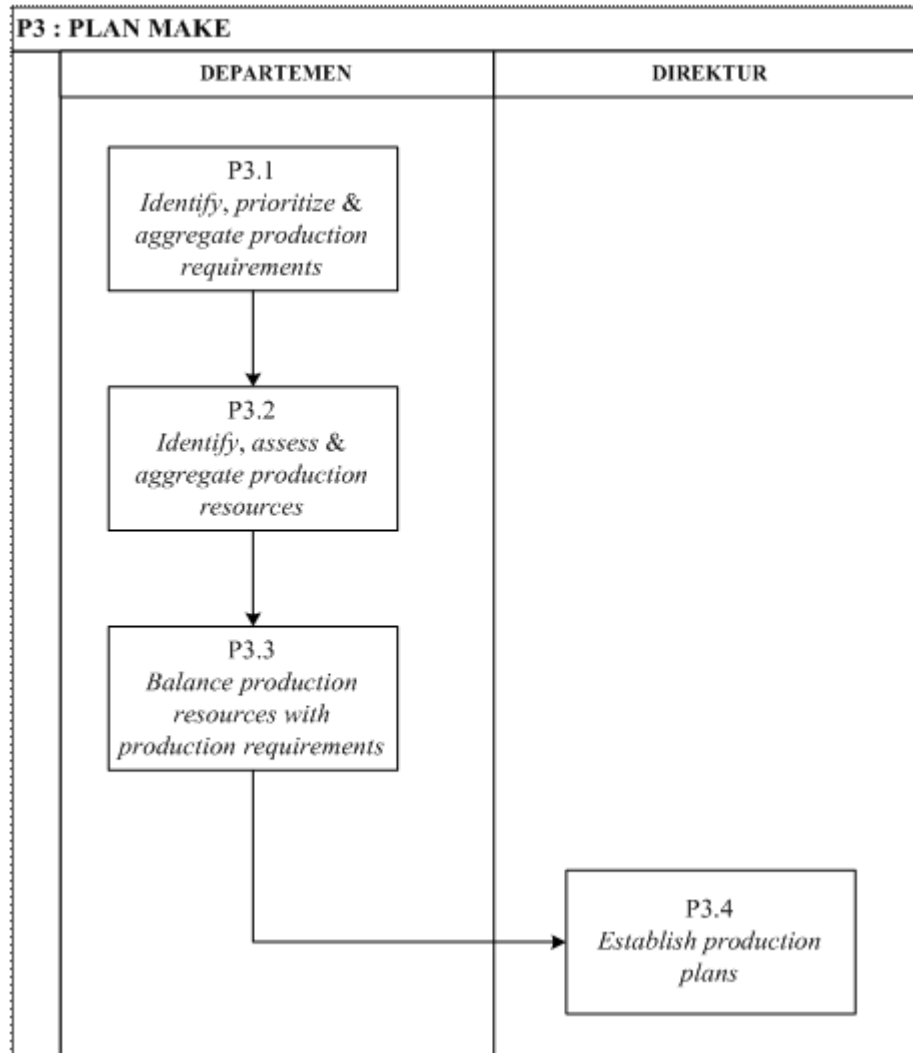 P3 : PLAN MAKE
DEPARTEMEN
DIREKTUR
P3.1
Identify, prioritize &
aggregate production
requirements
P3.2
Identify, assess &
aggregate production
resources
P3.3
Balance production
resources with
production requirements
P3.4
Establish production
plans